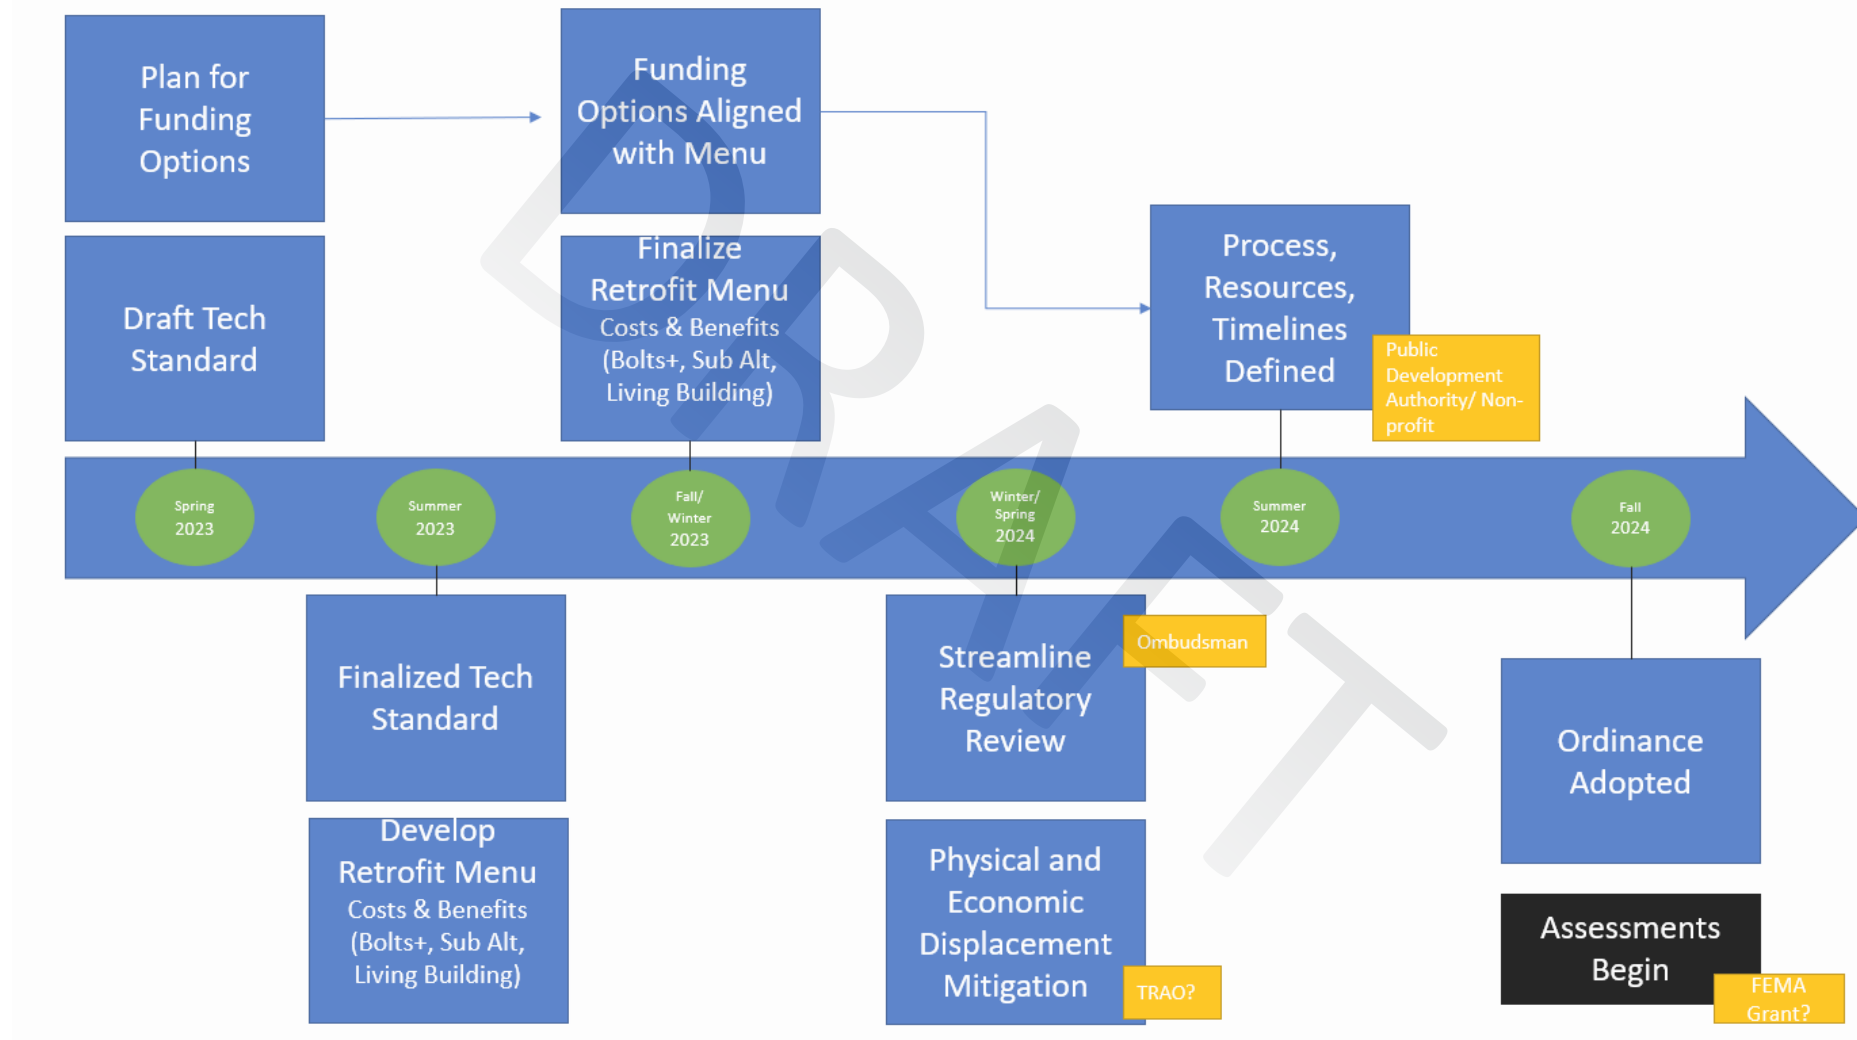 Plan for
Funding
Options
Funding
Options Aligned
with Menu
Draft Tech
Standard
Finalize
Retrofit Menu
Costs & Benefits
(Bolts+, Sub Alt,
Living Building)
Process,
Resources,
Timelines
Defined
Public
Development
Authority/ Non-
profit
Spring
2023
Summer
2023
Fall/
Winter
2023
Winter/
Spring
2024
Summer
2024
Fall
2024
Finalized Tech
Standard
Develop
Retrofit Menu
Costs & Benefits
(Bolts+, Sub Alt,
Living Building)
Streamline
Regulatory
Review
Ombudsman
Physical and
Economic
Displacement
Mitigation
TRAO?
Ordinance
Adopted
Assessments
Begin
FEMA
Grant?
DRAFT